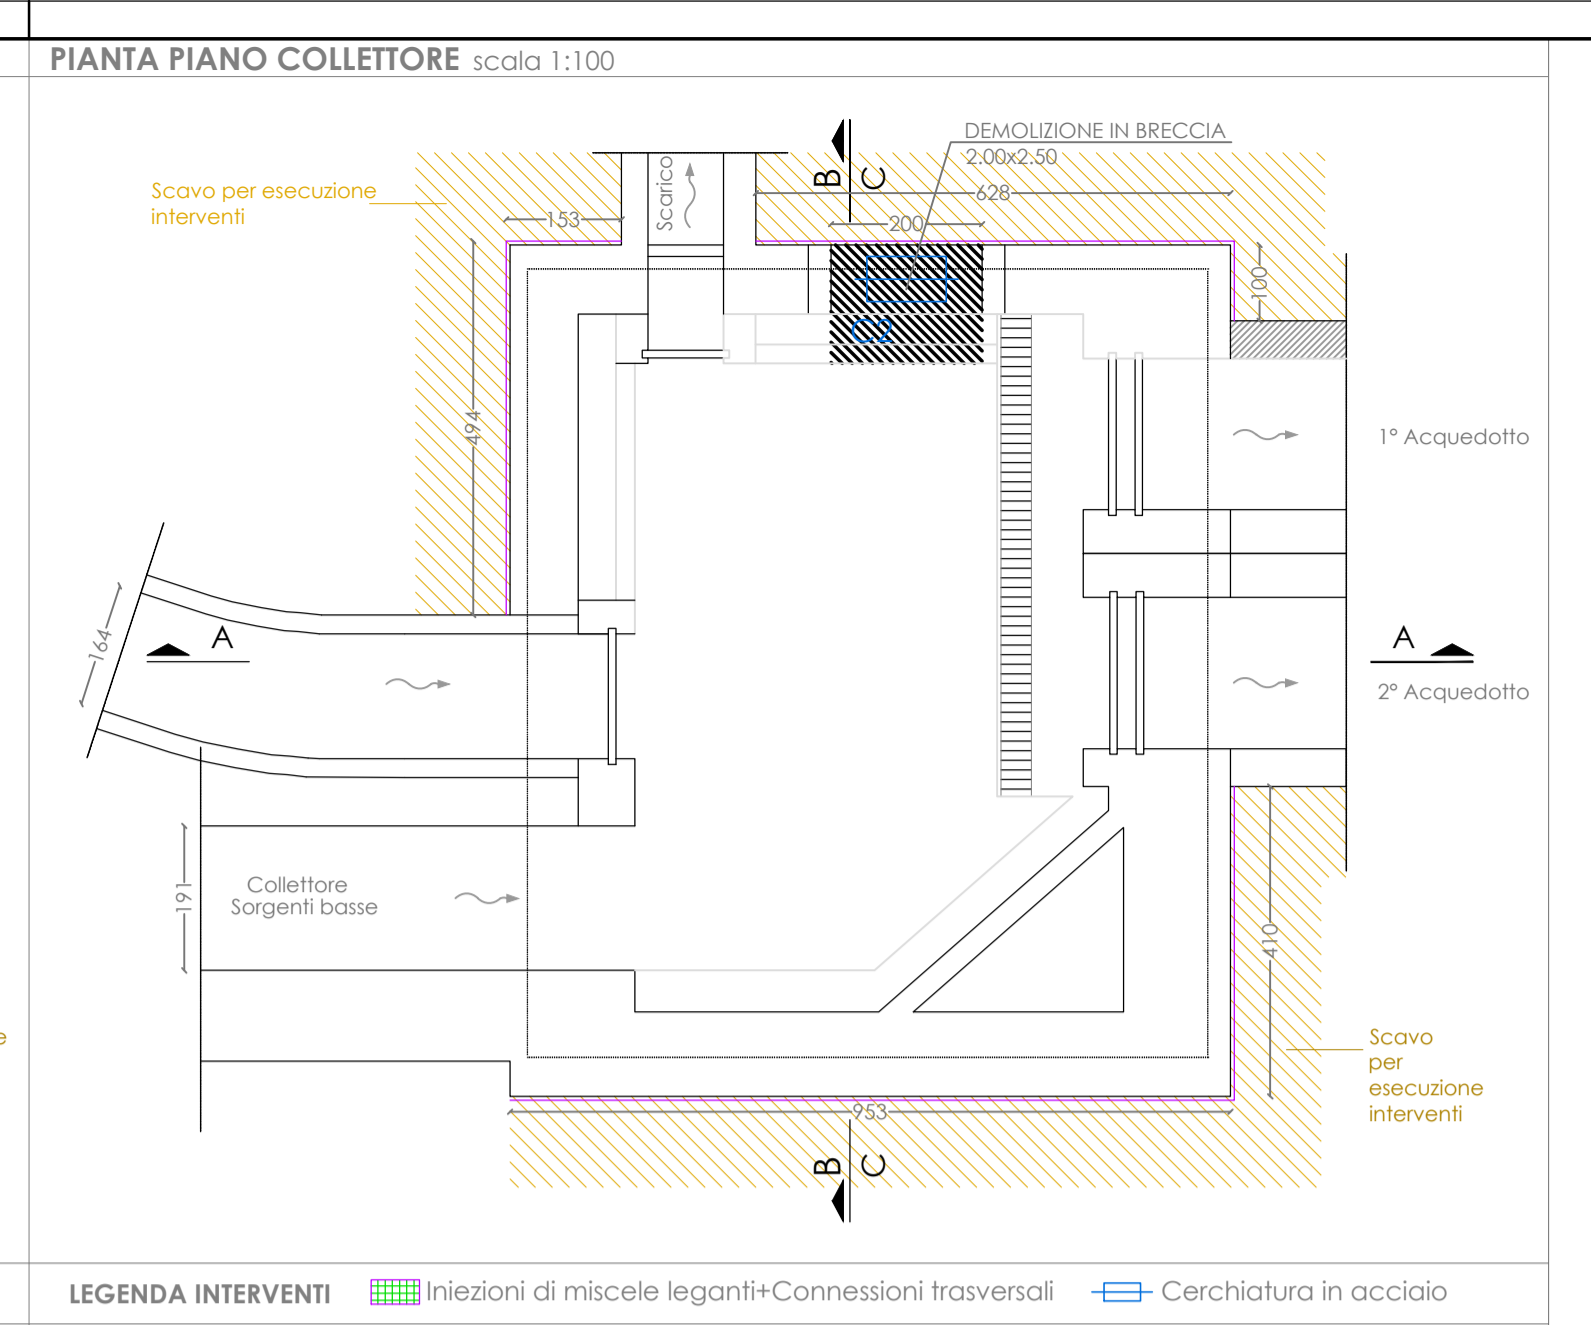 PIANTA PIANO COLLETTORE scala 1:100
DEMOLIZIONE IN BRECCIA
2.00x2.50
B C
Scarico
Scavo per esecuzione
interventi
628
153
200
100
C2
494
1° Acquedotto
164
A
A
2° Acquedotto
191
Collettore
Sorgenti basse
410
e
Scavo
per
esecuzione
interventi
953
B C
LEGENDA INTERVENTI
Iniezioni di miscele leganti+Connessioni trasversali
Cerchiatura in acciaio